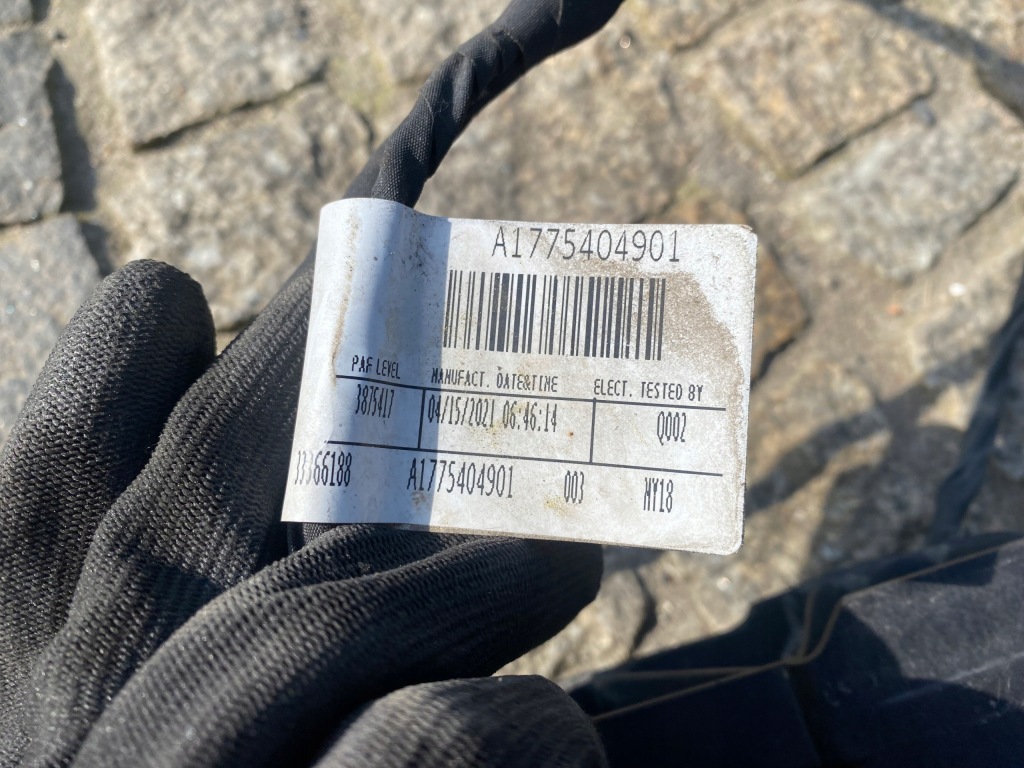 A1775404901
PAF LEVEL MANUFACT. DATE&TIME ELECT. TESTED BY
3875417 04/15/2021 06:46:14 Q002
33366188 A1775404901 003 MY18